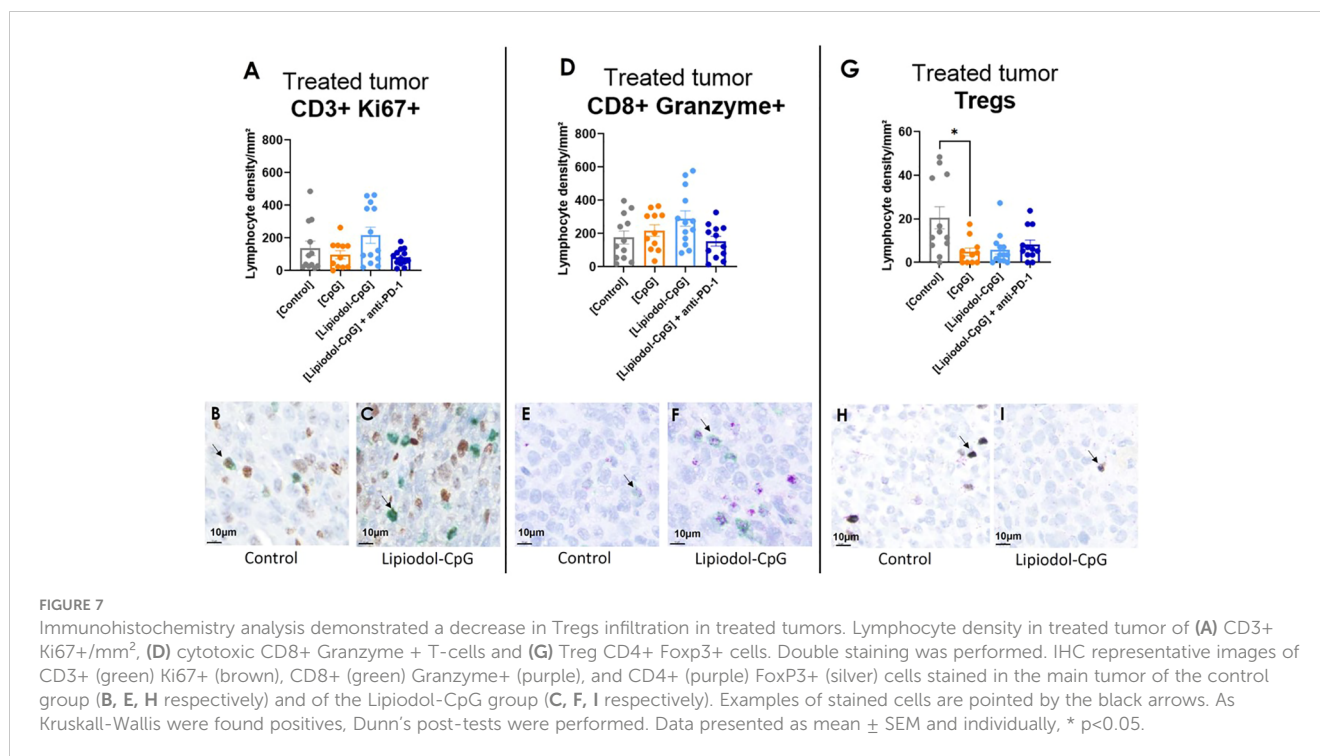 A
Treated tumor
CD3+ Ki67+
Lymphocyte density/mm²
800
600
400
200
0
[Control]
[CpG]
[Lipiodol-CpG]
[Lipiodol-CpG] + anti-PD-1
D
Treated tumor
CD8+ Granzyme+
Lymphocyte density/mm²
800
600
400
200
0
[Control]
[CpG]
[Lipiodol-CpG]
[Lipiodol-CpG] + anti-PD-1
G
Treated tumor
Tregs
Lymphocyte density/mm²
60
40
20
0
*
[Control]
[CpG]
[Lipiodol-CpG]
[Lipiodol-CpG] + anti-PD-1
B
10µm
Control
C
10µm
Lipiodol-CpG
E
10µm
Control
F
10µm
Lipiodol-CpG
H
10µm
Control
I
10µm
Lipiodol-CpG
FIGURE 7
Immunohistochemistry analysis demonstrated a decrease in Tregs infiltration in treated tumors. Lymphocyte density in treated tumor of (A) CD3+
Ki67+/mm², (D) cytotoxic CD8+ Granzyme + T-cells and (G) Treg CD4+ Foxp3+ cells. Double staining was performed. IHC representative images of
CD3+ (green) Ki67+ (brown), CD8+ (green) Granzyme+ (purple), and CD4+ (purple) FoxP3+ (silver) cells stained in the main tumor of the control
group (B, E, H respectively) and of the Lipiodol-CpG group (C, F, I respectively). Examples of stained cells are pointed by the black arrows. As
Kruskall-Wallis were found positives, Dunn's post-tests were performed. Data presented as mean ± SEM and individually, * p<0.05.